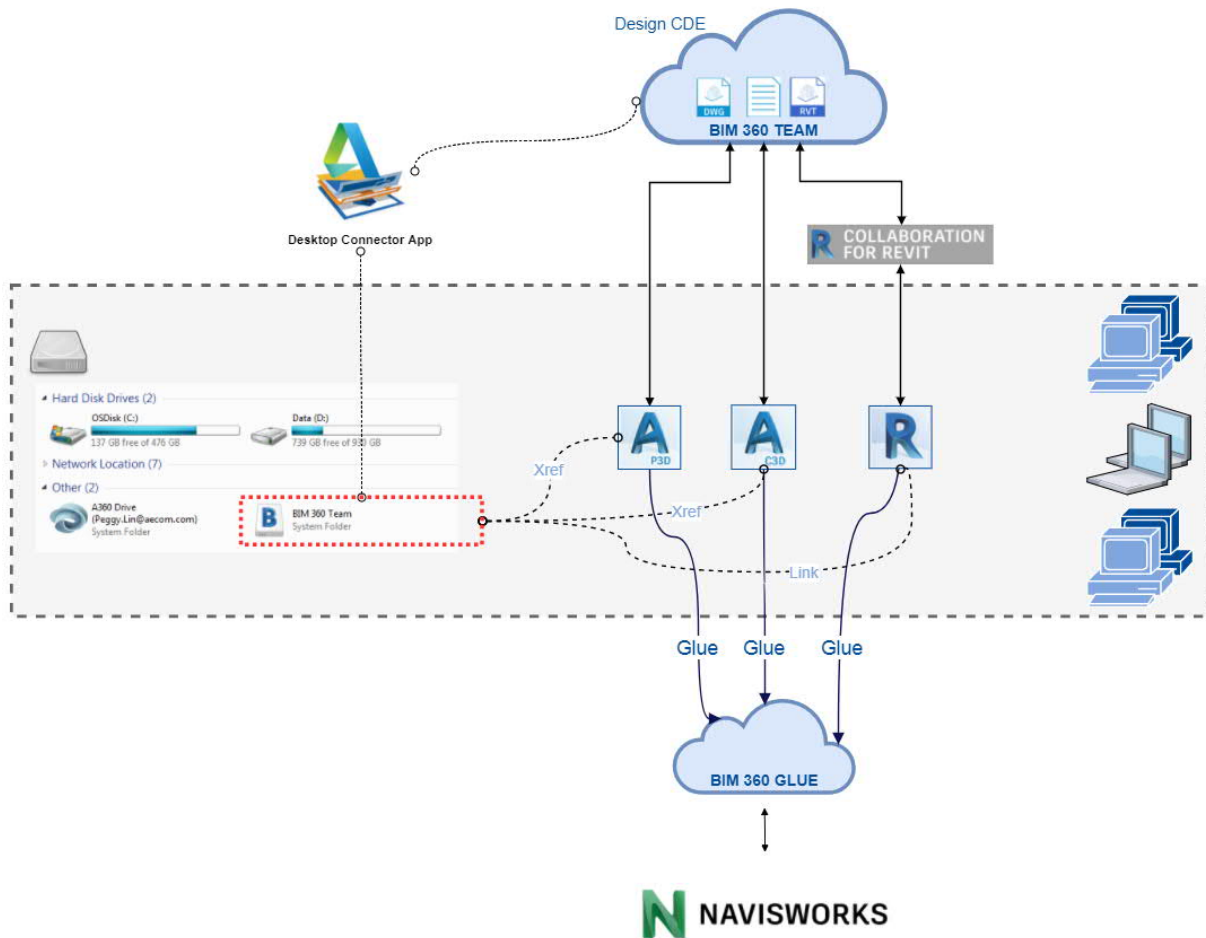 Design CDE
DWG
RVT
BIM 360 TEAM
Desktop Connector App
R COLLABORATION
FOR REVIT
Hard Disk Drives (2)
OSDisk (C:)
137 GB free of 476 GB
Data (D:)
739 GB free of 930 GB
Network Location (7)
Other (2)
A360 Drive
(Peggy.Lin@aecom.com)
System Folder
B
BIM 360 Team
System Folder
A
P3D
A
C3D
R
Xref
Xref
Link
Glue
Glue
Glue
BIM 360 GLUE
N NAVISWORKS